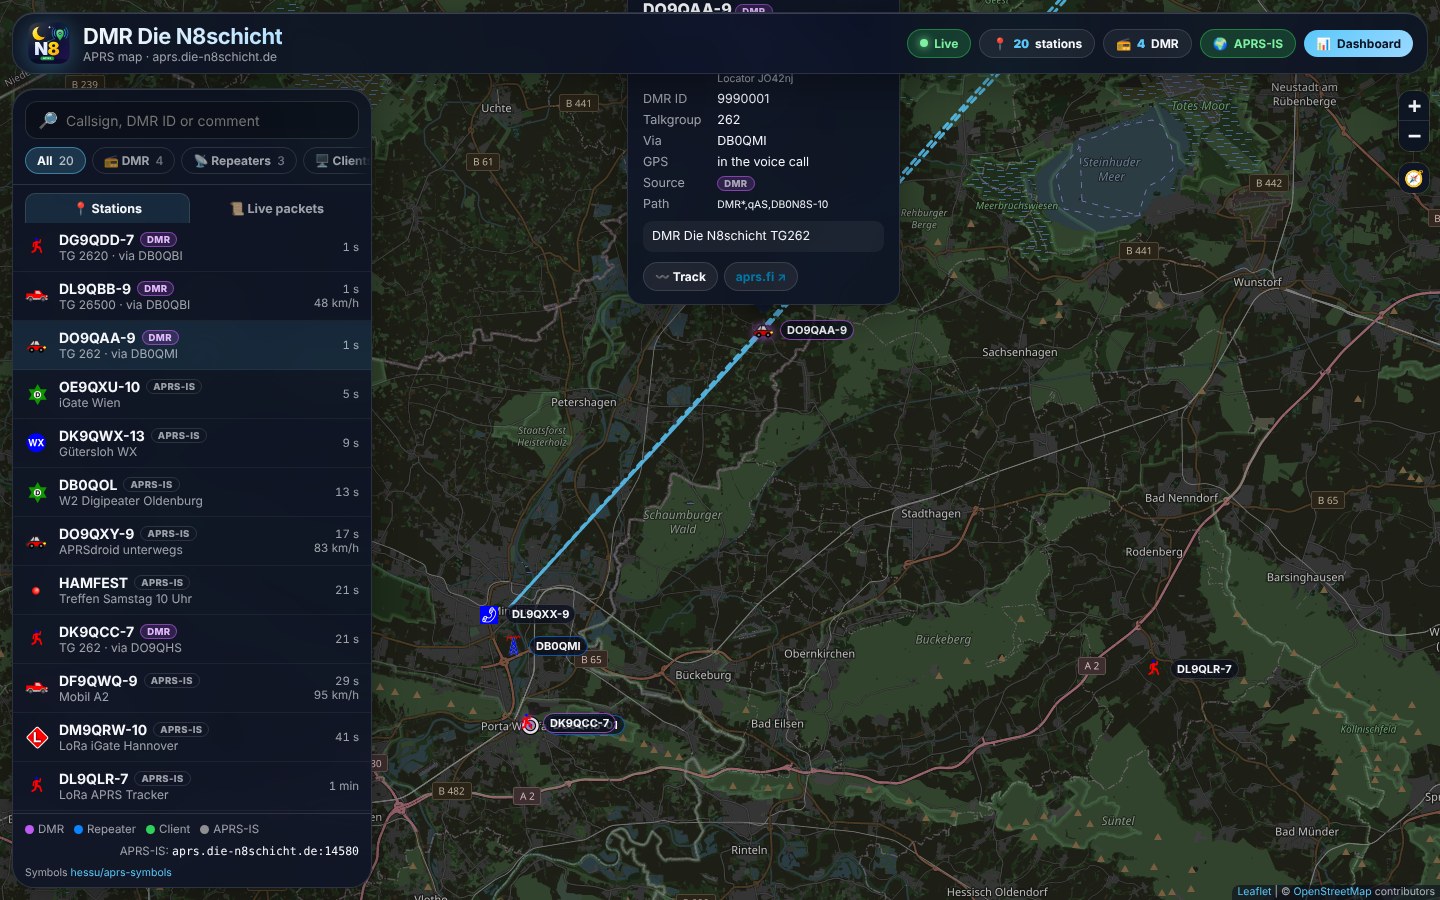 DMR Die N8schicht
APRS map · aprs.die-n8schicht.de
N8
Live
20 stations
4 DMR
APRS-IS
Dashboard
Callsign, DMR ID or comment
All 20
DMR 4
Repeaters 3
Stations
Live packets
DG9QDD-7 DMR
TG 2620 · via DB0QBI
1 s
DL9QBB-9 DMR
TG 26500 · via DB0QBI
1 s
48 km/h
DO9QAA-9 DMR
TG 262 · via DB0QMI
1 s
OE9QXU-10 APRS-IS
iGate Wien
5 s
WX
DK9QWX-13 APRS-IS
Gütersloh WX
9 s
DB0QOL APRS-IS
W2 Digipeater Oldenburg
13 s
DO9QXY-9 APRS-IS
APRSdroid unterwegs
17 s
83 km/h
HAMFEST APRS-IS
Treffen Samstag 10 Uhr
21 s
DK9QCC-7 DMR
TG 262 · via DO9QHS
21 s
DF9QWQ-9 APRS-IS
Mobil A2
29 s
95 km/h
L
DM9QRW-10 APRS-IS
LoRa iGate Hannover
41 s
DL9QLR-7 APRS-IS
LoRa APRS Tracker
1 min
DMR Repeater Client APRS-IS
APRS-IS: aprs.die-n8schicht.de:14580
Symbols hessu/aprs-symbols
DO9QAA-9 DMR
Locator JO42nj
DMR ID 9990001
Talkgroup 262
Via DB0QMI
GPS in the voice call
Source DMR
Path DMR*,qAS,DB0N8S-10
DMR Die N8schicht TG262
Track
aprs.fi ↗
DO9QAA-9
DL9QXX-9
DB0QMI
DK9QCC-7
DL9QLR-7
B 239
Uchte
B 441
B 61
Totes Moor
Neustadt am
Rübenberge
Steinhuder
Meer
Meerbruchswiesen
B 442
Rehburger
Berge
B 441
Wunstorf
Sachsenhagen
Petershagen
Staatsforst
Heisterholz
Schaumburger
Wald
Stadthagen
Bad Nenndorf
B 65
Rodenberg
Barsinghausen
Bückeberg
Obernkirchen
B 65
Bückeburg
A 2
Bad Eilsen
Süntel
B 482
A 2
Rinteln
Bad Münder
Hessisch Oldendorf
+
−
Leaflet | © OpenStreetMap contributors